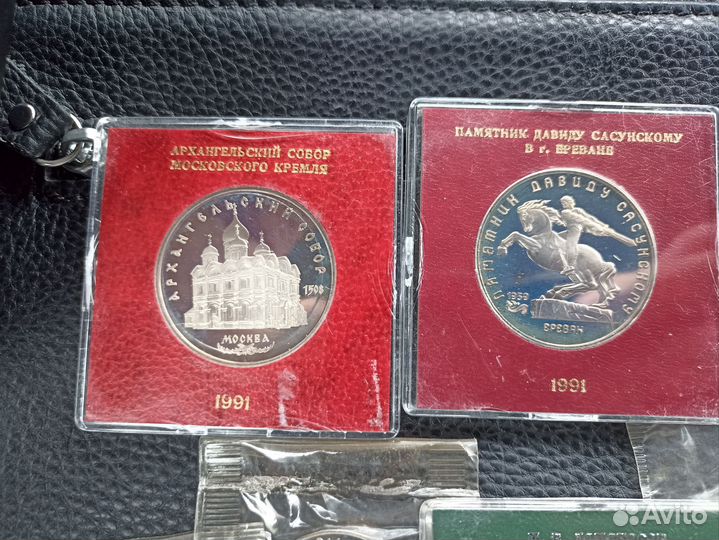 АРХАНГЕЛЬСКИЙ СОБОР
МОСКОВСКОГО КРЕМЛЯ
АРХАНГЕЛЬСКИЙ СОБОР
1508
МОСКВА
1991
ПАМЯТНИК ДАВИДУ САСУНСКОМУ
В г. ЕРЕВАНЕ
ПАМЯТНИК ДАВИДУ САСУНСКОМУ
1959
ЕРЕВАН
1991
Avito